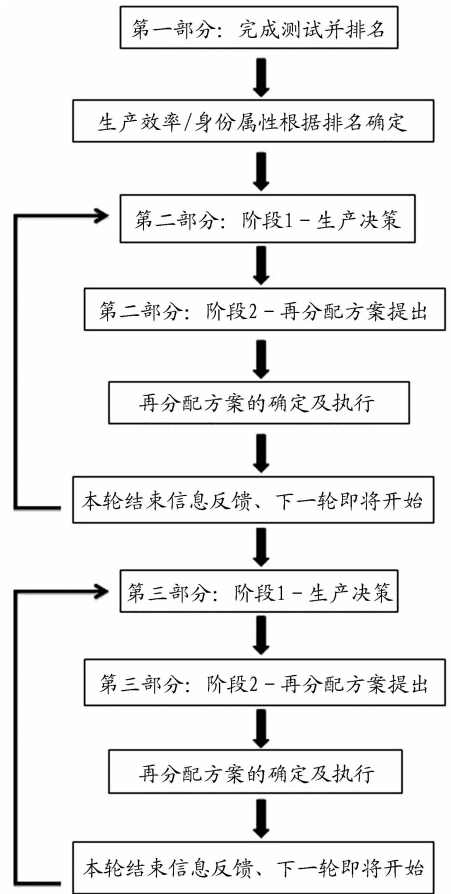 第一部分：完成测试并排名
生产效率/身份属性根据排名确定
第二部分：阶段1-生产决策
第二部分：阶段2-再分配方案提出
再分配方案的确定及执行
本轮结束信息反馈、下一轮即将开始
第三部分：阶段1-生产决策
第三部分：阶段2-再分配方案提出
再分配方案的确定及执行
本轮结束信息反馈、下一轮即将开始